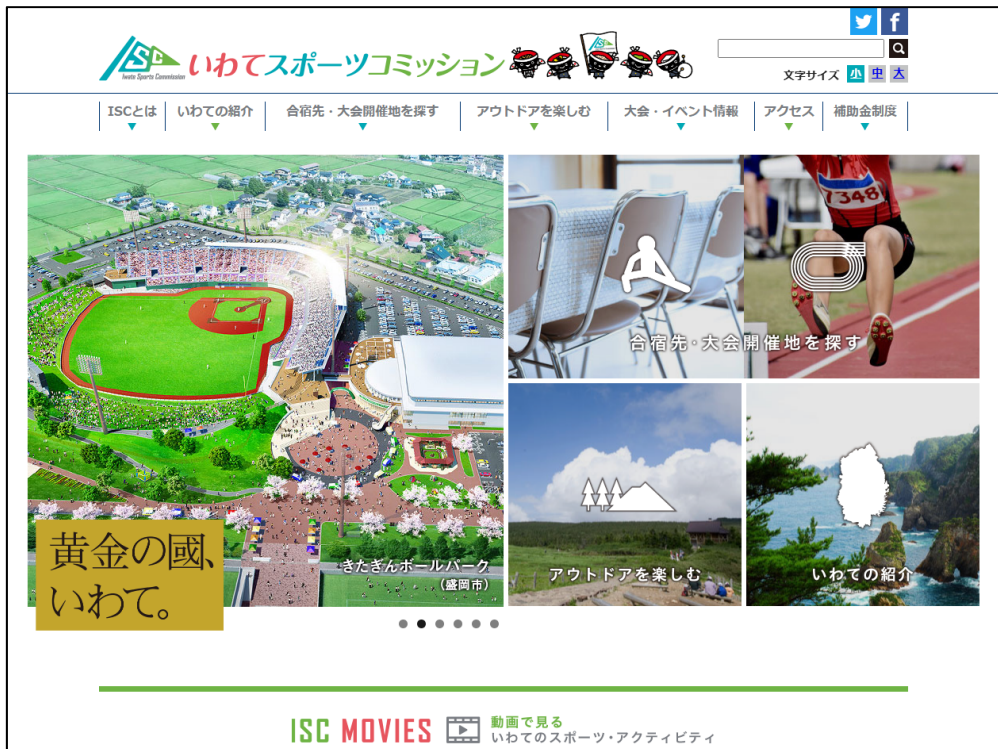 ISC
Iwate Sports Commission
いわてスポーツコミッション
ISC
文字サイズ 小 中 大
ISCとは
いわての紹介
合宿先・大会開催地を探す
アウトドアを楽しむ
大会・イベント情報
アクセス
補助金制度
7348
合宿先・大会開催地を探す
黄金の國、
いわて。
きたぎんボールパーク
(盛岡市)
アウトドアを楽しむ
いわての紹介
ISC MOVIES
動画で見る
いわてのスポーツ・アクティビティ